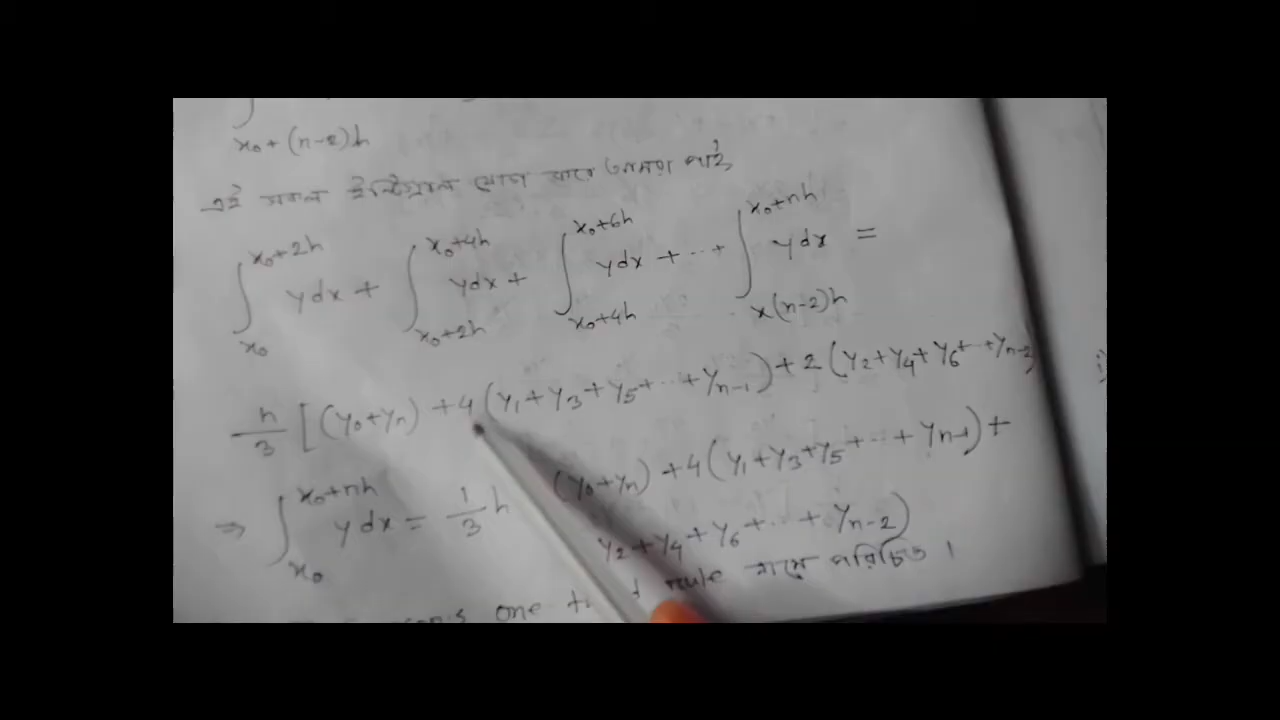 ∫ x₀+(n-2)h
এই সকল ইন্টিগ্রাল যোগ করে আমরা পাই
∫_{x₀}^{x₀+2h} ydx + ∫_{x₀+2h}^{x₀+4h} ydx + ∫_{x₀+4h}^{x₀+6h} ydx + ... + ∫_{x(n-2)h}^{x₀+nh} ydx =
h/3 [(y₀+yₙ) + 4(y₁+y₃+y₅+...+yₙ₋₁) + 2(y₂+y₄+y₆+...+yₙ₋₂)
⇒ ∫_{x₀}^{x₀+nh} ydx = 1/3 h (y₀+yₙ) + 4(y₁+y₃+y₅+...+yₙ₋₁) +
y₂+y₄+y₆+...+yₙ₋₂)
one rule নামে পরিচিত।